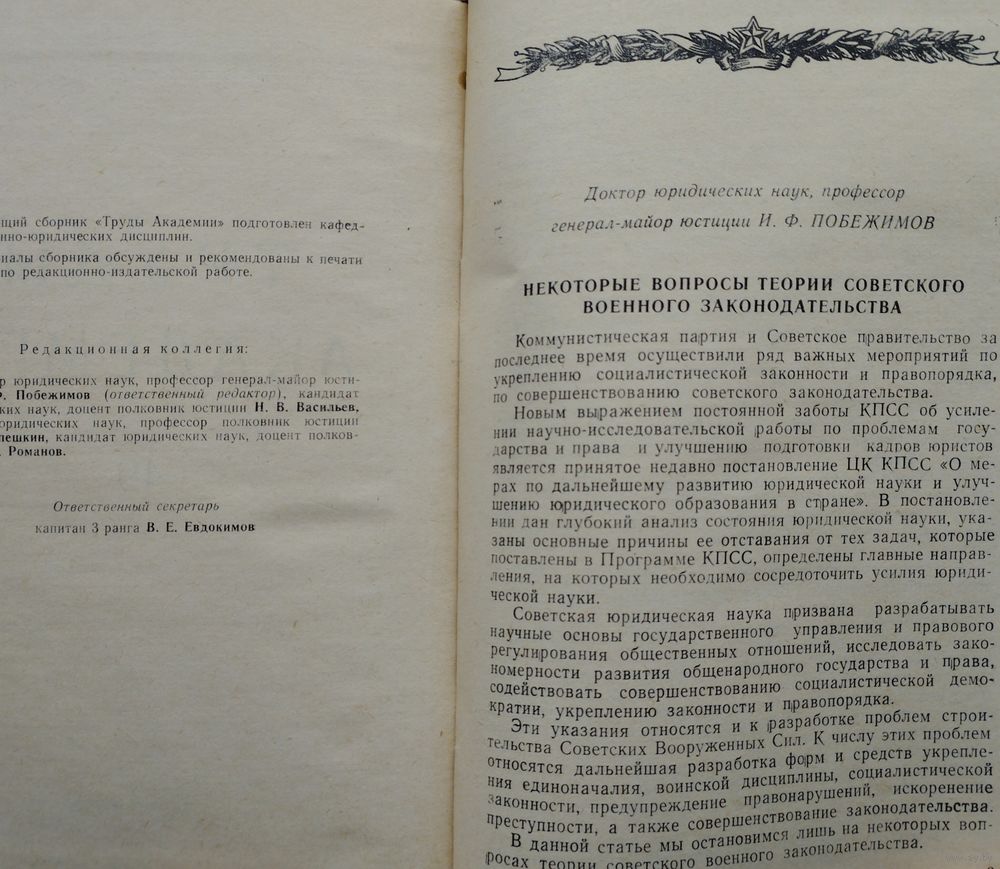 щий сборник «Труды Академии» подготовлен кафед-
нно-юридических дисциплин.
иалы сборника обсуждены и рекомендованы к печати
по редакционно-издательской работе.
Редакционная коллегия:
р юридических наук, профессор генерал-майор юсти-
Ф. Побежимов (ответственный редактор), кандидат
ких наук, доцент полковник юстиции Н. В. Васильев,
юридических наук, профессор полковник юстиции
пешкин, кандидат юридических наук, доцент полков-
. Романов.
Ответственный секретарь
капитан 3 ранга В. Е. Евдокимов
Доктор юридических наук, профессор
генерал-майор юстиции И. Ф. ПОБЕЖИМОВ
НЕКОТОРЫЕ ВОПРОСЫ ТЕОРИИ СОВЕТСКОГО
ВОЕННОГО ЗАКОНОДАТЕЛЬСТВА
Коммунистическая партия и Советское правительство за
последнее время осуществили ряд важных мероприятий по
укреплению социалистической законности и правопорядка,
по совершенствованию советского законодательства.
Новым выражением постоянной заботы КПСС об усиле-
нии научно-исследовательской работы по проблемам госу-
дарства и права и улучшению подготовки кадров юристов
является принятое недавно постановление ЦК КПСС «О ме-
рах по дальнейшему развитию юридической науки и улуч-
шению юридического образования в стране». В постановле-
нии дан глубокий анализ состояния юридической науки, ука-
заны основные причины ее отставания от тех задач, которые
поставлены в Программе КПСС, определены главные направ-
ления, на которых необходимо сосредоточить усилия юриди-
ческой науки.
Советская юридическая наука призвана разрабатывать
научные основы государственного управления и правового
регулирования общественных отношений, исследовать зако-
номерности развития общенародного государства и права,
содействовать совершенствованию социалистической демо-
кратии, укреплению законности и правопорядка.
Эти указания относятся и к разработке проблем строи-
тельства Советских Вооруженных Сил. К числу этих проблем
относятся дальнейшая разработка форм и средств укрепле-
ния единоначалия, воинской дисциплины, социалистической
законности, предупреждение правонарушений, искоренение
преступности, а также совершенствование законодательства.
В данной статье мы остановимся лишь на некоторых воп-
росах теории советского военного законодательства.